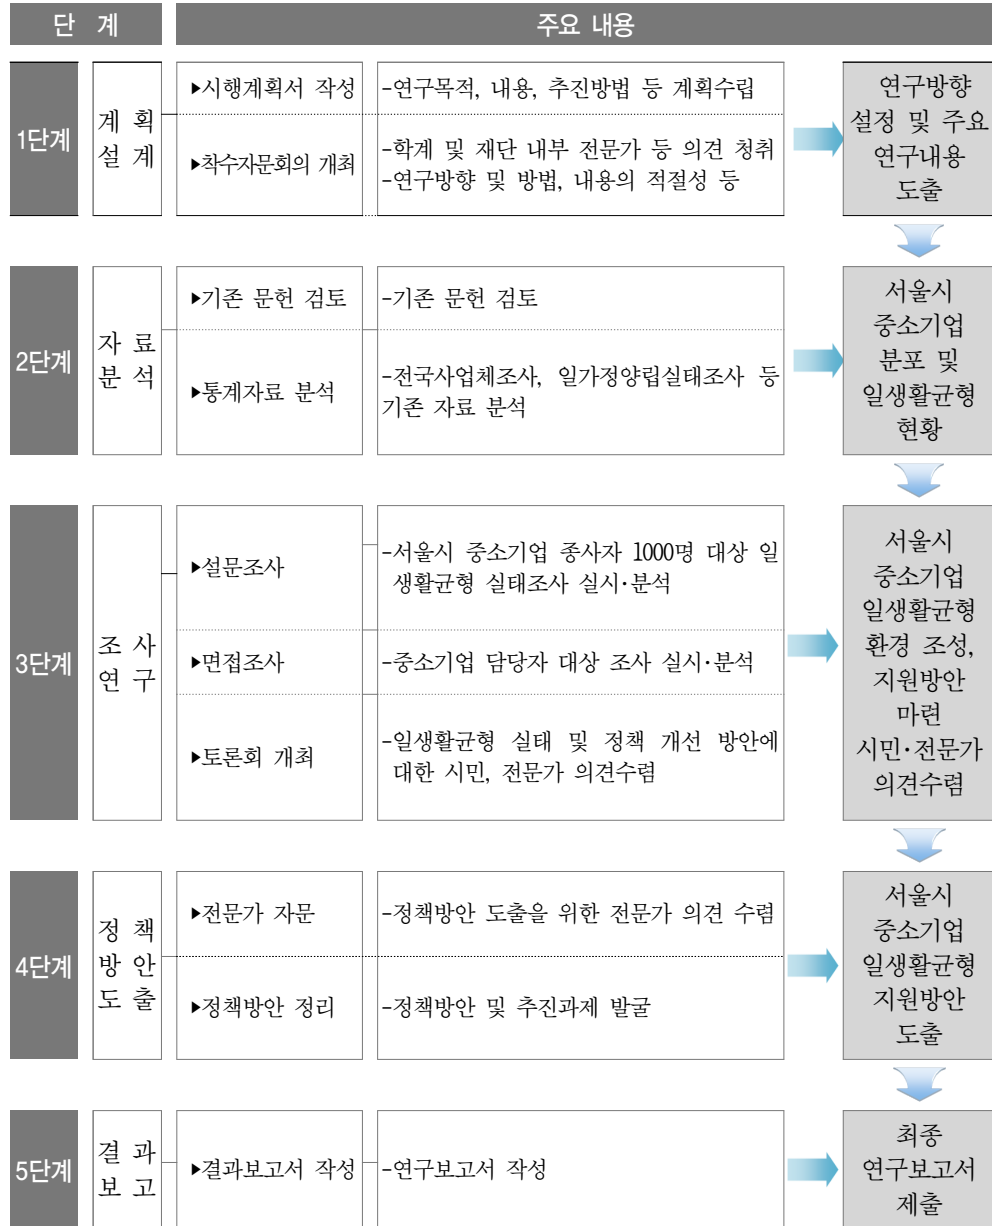 단 계
주요 내용
1단계
계 획
설 계
▶시행계획서 작성
-연구목적, 내용, 추진방법 등 계획수립
▶착수자문회의 개최
-학계 및 재단 내부 전문가 등 의견 청취
-연구방향 및 방법, 내용의 적절성 등
연구방향
설정 및 주요
연구내용
도출
2단계
자 료
분 석
▶기존 문헌 검토
-기존 문헌 검토
▶통계자료 분석
-전국사업체조사, 일가정양립실태조사 등
기존 자료 분석
서울시
중소기업
분포 및
일생활균형
현황
3단계
조 사
연 구
▶설문조사
-서울시 중소기업 종사자 1000명 대상 일
생활균형 실태조사 실시·분석
▶면접조사
-중소기업 담당자 대상 조사 실시·분석
▶토론회 개최
-일생활균형 실태 및 정책 개선 방안에
대한 시민, 전문가 의견수렴
서울시
중소기업
일생활균형
환경 조성,
지원방안
마련
시민·전문가
의견수렴
4단계
정 책
방 안
도 출
▶전문가 자문
-정책방안 도출을 위한 전문가 의견 수렴
▶정책방안 정리
-정책방안 및 추진과제 발굴
서울시
중소기업
일생활균형
지원방안
도출
5단계
결 과
보 고
▶결과보고서 작성
-연구보고서 작성
최종
연구보고서
제출